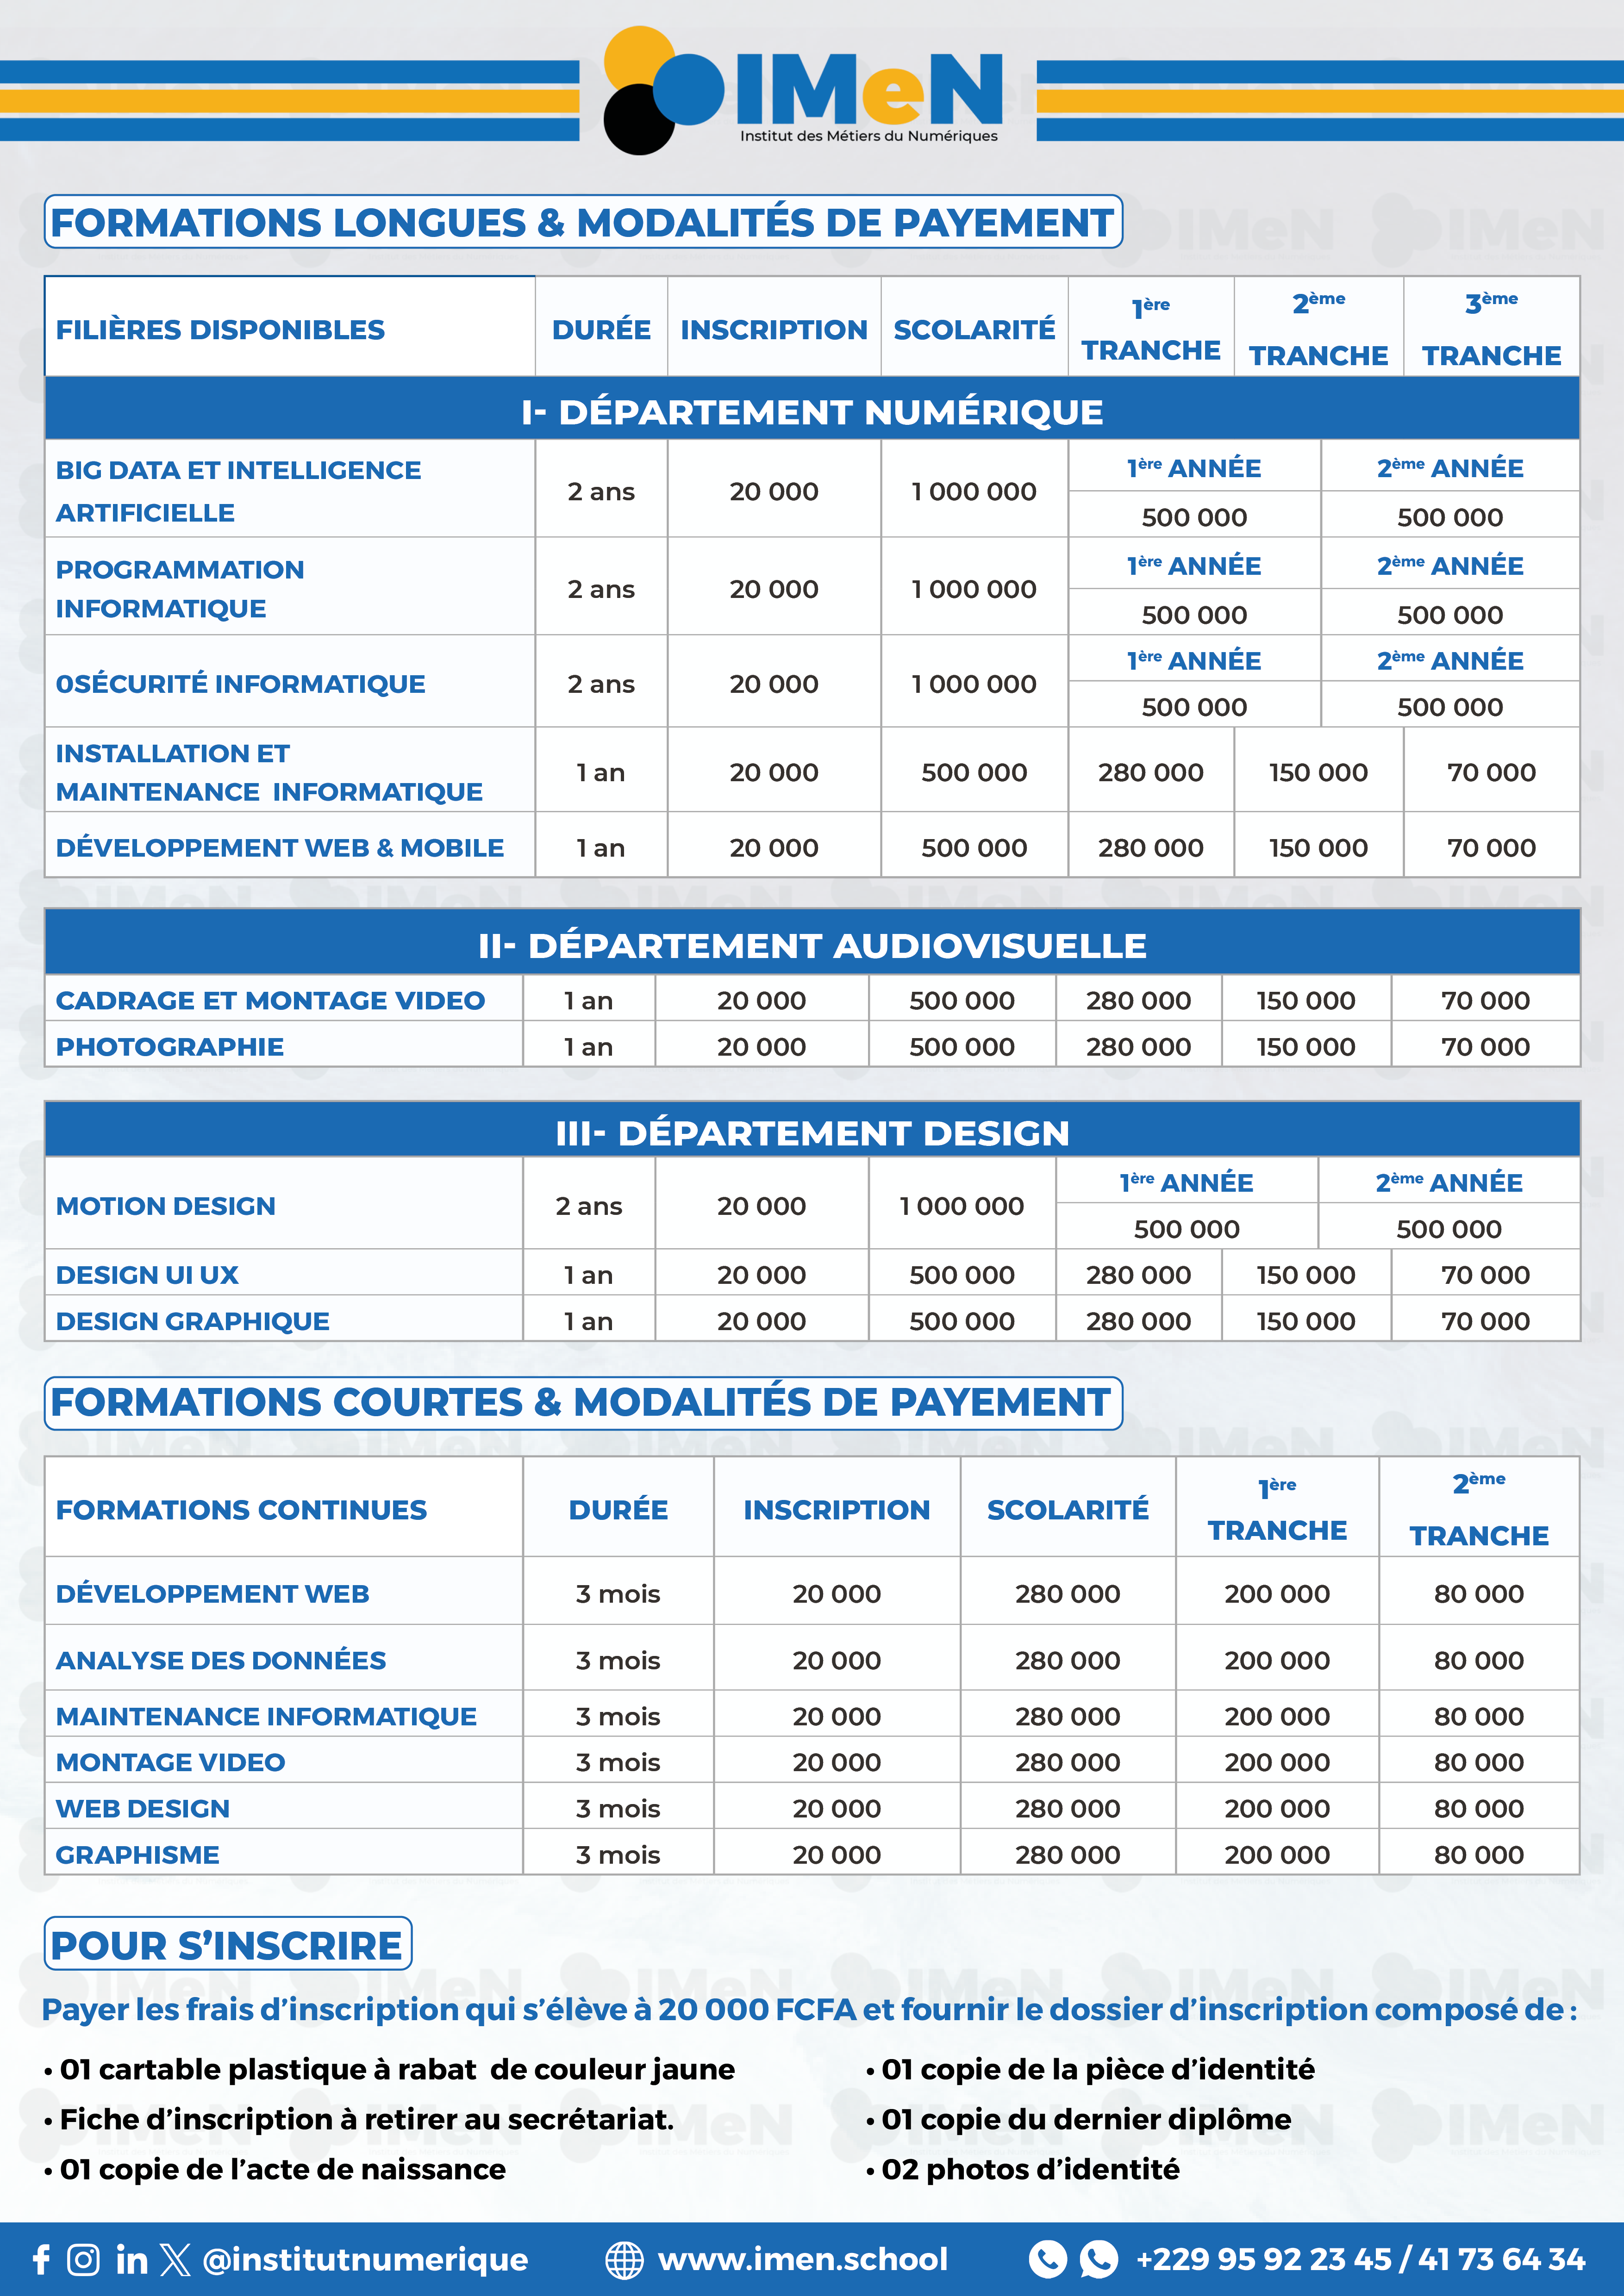 IMeN
Institut des Métiers du Numériques
FORMATIONS LONGUES & MODALITÉS DE PAYEMENT
FILIÈRES DISPONIBLES DURÉE INSCRIPTION SCOLARITÉ 1ère TRANCHE 2ème TRANCHE 3ème TRANCHE
I- DÉPARTEMENT NUMÉRIQUE
BIG DATA ET INTELLIGENCE
ARTIFICIELLE
2 ans 20 000 1 000 000
1ère ANNÉE 2ème ANNÉE
500 000 500 000
PROGRAMMATION
INFORMATIQUE
2 ans 20 000 1 000 000
1ère ANNÉE 2ème ANNÉE
500 000 500 000
0SÉCURITÉ INFORMATIQUE 2 ans 20 000 1 000 000
1ère ANNÉE 2ème ANNÉE
500 000 500 000
INSTALLATION ET
MAINTENANCE INFORMATIQUE
1 an 20 000 500 000 280 000 150 000 70 000
DÉVELOPPEMENT WEB & MOBILE 1 an 20 000 500 000 280 000 150 000 70 000
II- DÉPARTEMENT AUDIOVISUELLE
CADRAGE ET MONTAGE VIDEO 1 an 20 000 500 000 280 000 150 000 70 000
PHOTOGRAPHIE 1 an 20 000 500 000 280 000 150 000 70 000
III- DÉPARTEMENT DESIGN
MOTION DESIGN 2 ans 20 000 1 000 000
1ère ANNÉE 2ème ANNÉE
500 000 500 000
DESIGN UI UX 1 an 20 000 500 000 280 000 150 000 70 000
DESIGN GRAPHIQUE 1 an 20 000 500 000 280 000 150 000 70 000
FORMATIONS COURTES & MODALITÉS DE PAYEMENT
FORMATIONS CONTINUES DURÉE INSCRIPTION SCOLARITÉ 1ère TRANCHE 2ème TRANCHE
DÉVELOPPEMENT WEB 3 mois 20 000 280 000 200 000 80 000
ANALYSE DES DONNÉES 3 mois 20 000 280 000 200 000 80 000
MAINTENANCE INFORMATIQUE 3 mois 20 000 280 000 200 000 80 000
MONTAGE VIDEO 3 mois 20 000 280 000 200 000 80 000
WEB DESIGN 3 mois 20 000 280 000 200 000 80 000
GRAPHISME 3 mois 20 000 280 000 200 000 80 000
POUR S’INSCRIRE
Payer les frais d’inscription qui s’élève à 20 000 FCFA et fournir le dossier d’inscription composé de :
• 01 cartable plastique à rabat de couleur jaune
• Fiche d’inscription à retirer au secrétariat.
• 01 copie de l’acte de naissance
• 01 copie de la pièce d’identité
• 01 copie du dernier diplôme
• 02 photos d’identité
@institutnumerique www.imen.school +229 95 92 23 45 / 41 73 64 34